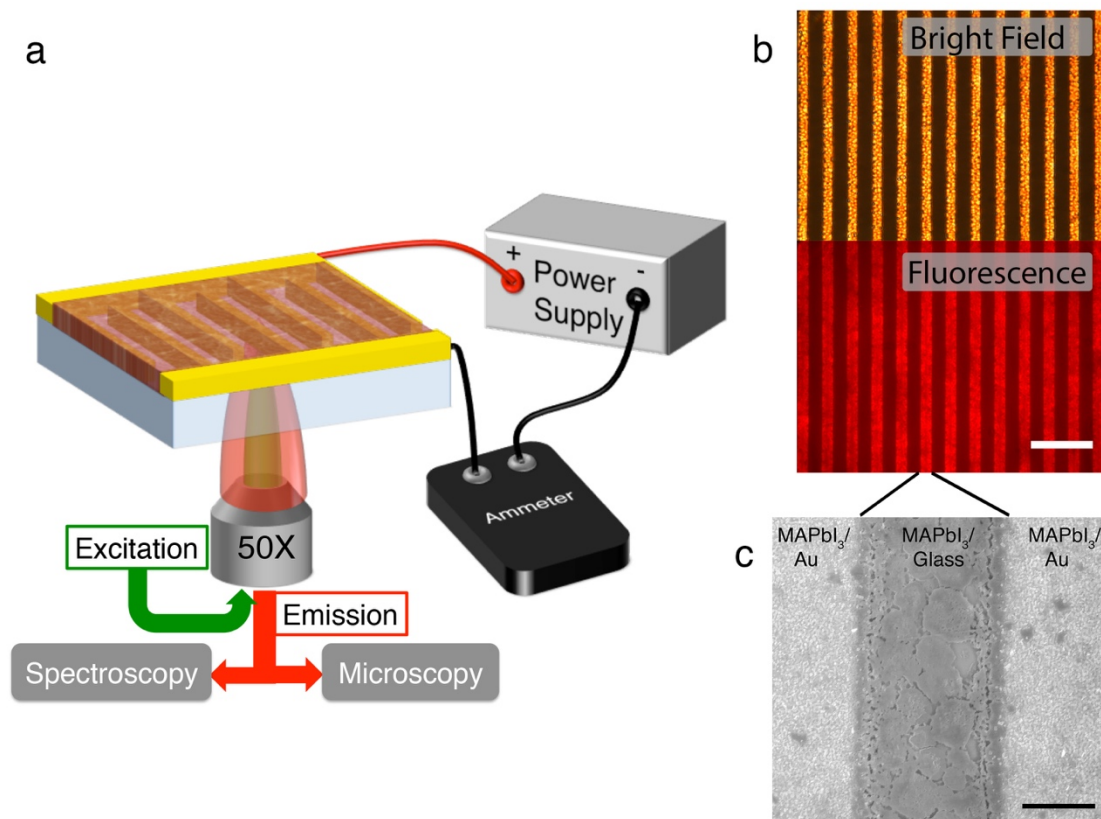 a
+
-
Power
Supply
Ammeter
50X
Excitation
Emission
Spectroscopy
Microscopy
b
Bright Field
Fluorescence
c
MAPbI₃/
Au
MAPbI₃/
Glass
MAPbI₃/
Au